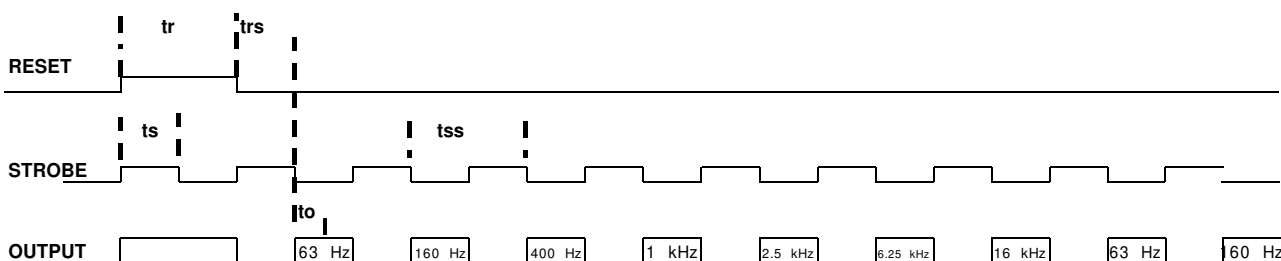 tr trs
RESET
ts tss
STROBE
to
OUTPUT 63 Hz 160 Hz 400 Hz 1 kHz 2.5 kHz 6.25 kHz 16 kHz 63 Hz 160 Hz